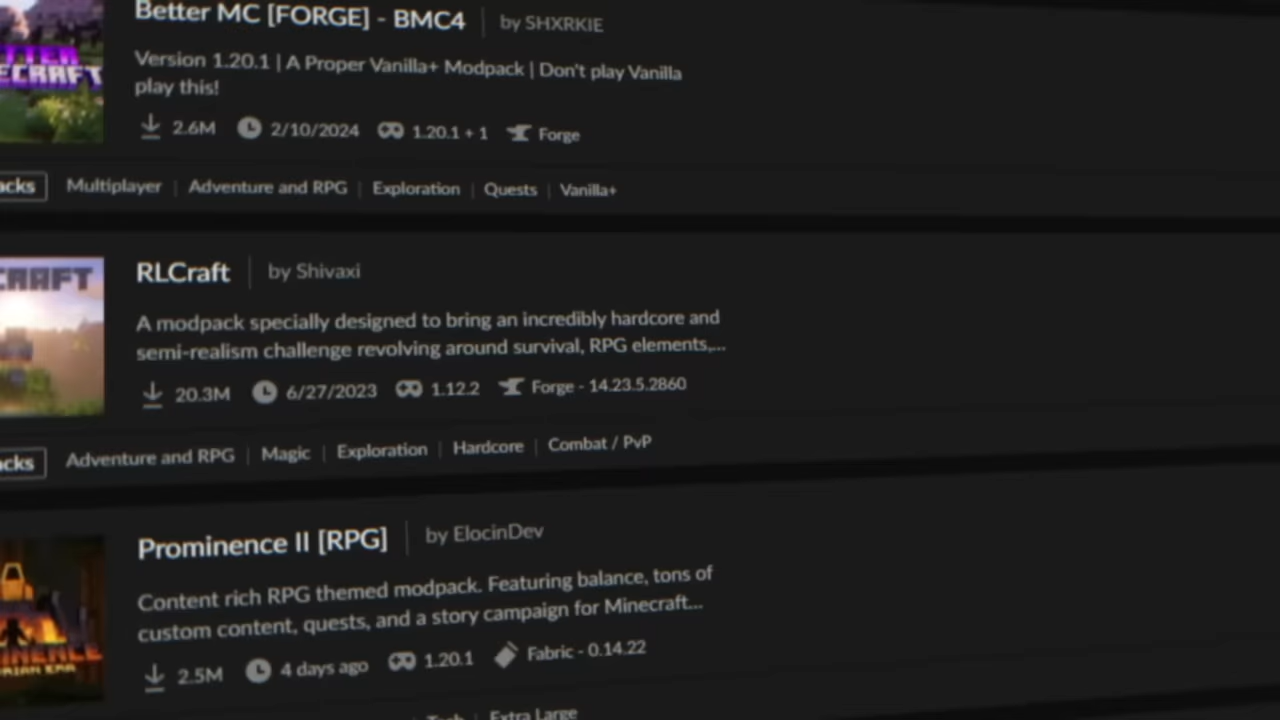 Better MC [FORGE] - BMC4 | by SHXRKIE
Version 1.20.1 | A Proper Vanilla+ Modpack | Don't play Vanilla
play this!
2.6M 2/10/2024 1.20.1 + 1 Forge
acks Multiplayer | Adventure and RPG | Exploration | Quests | Vanilla+
CRAFT
RLCraft | by Shivaxi
A modpack specially designed to bring an incredibly hardcore and
semi-realism challenge revolving around survival, RPG elements,...
20.3M 6/27/2023 1.12.2 Forge - 14.23.5.2860
acks Adventure and RPG | Magic | Exploration | Hardcore | Combat / PvP
Prominence II [RPG] | by ElocinDev
Content rich RPG themed modpack. Featuring balance, tons of
custom content, quests, and a story campaign for Minecraft...
2.5M 4 days ago 1.20.1 Fabric - 0.14.22
Tech | Extra Large